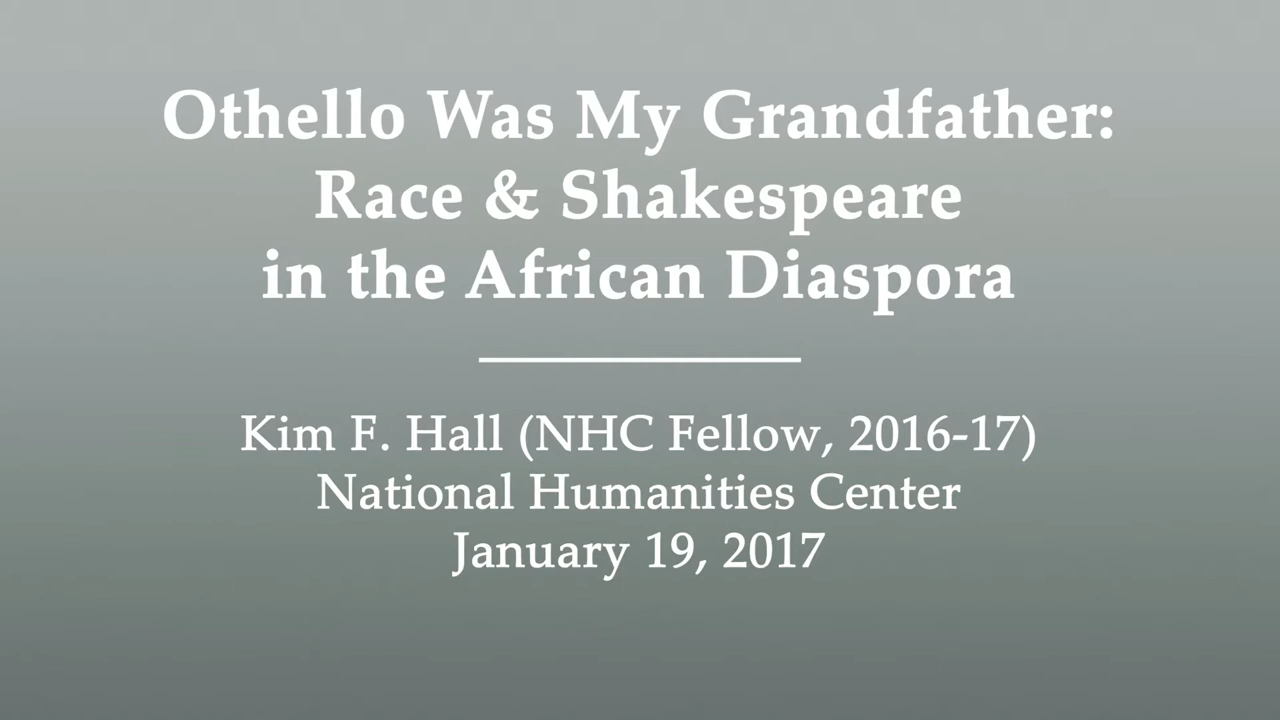 Othello Was My Grandfather:
Race & Shakespeare
in the African Diaspora
Kim F. Hall (NHC Fellow, 2016-17)
National Humanities Center
January 19, 2017